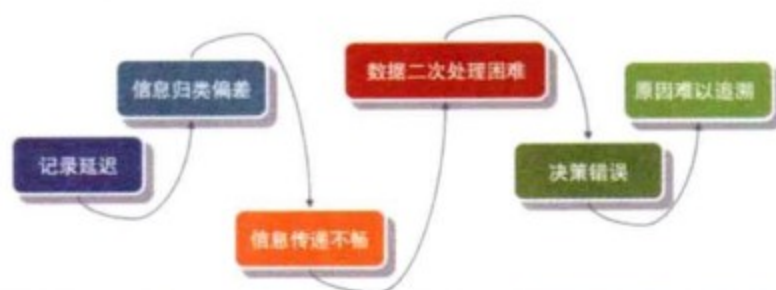 记录延迟
信息归类偏差
信息传递不畅
数据二次处理困难
决策错误
原因难以追溯